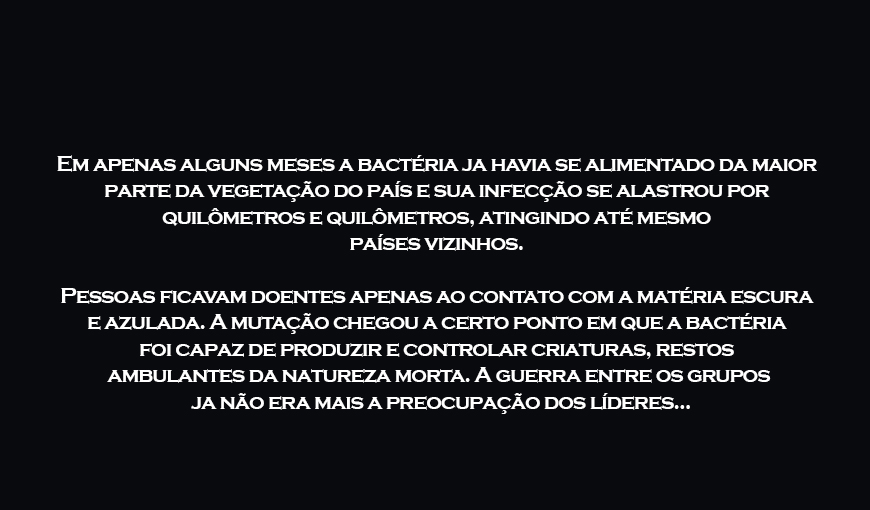 Em apenas alguns meses a bactéria ja havia se alimentado da maior
parte da vegetação do país e sua infecção se alastrou por
quilômetros e quilômetros, atingindo até mesmo
países vizinhos.
Pessoas ficavam doentes apenas ao contato com a matéria escura
e azulada. A mutação chegou a certo ponto em que a bactéria
foi capaz de produzir e controlar criaturas, restos
ambulantes da natureza morta. A guerra entre os grupos
ja não era mais a preocupação dos líderes...